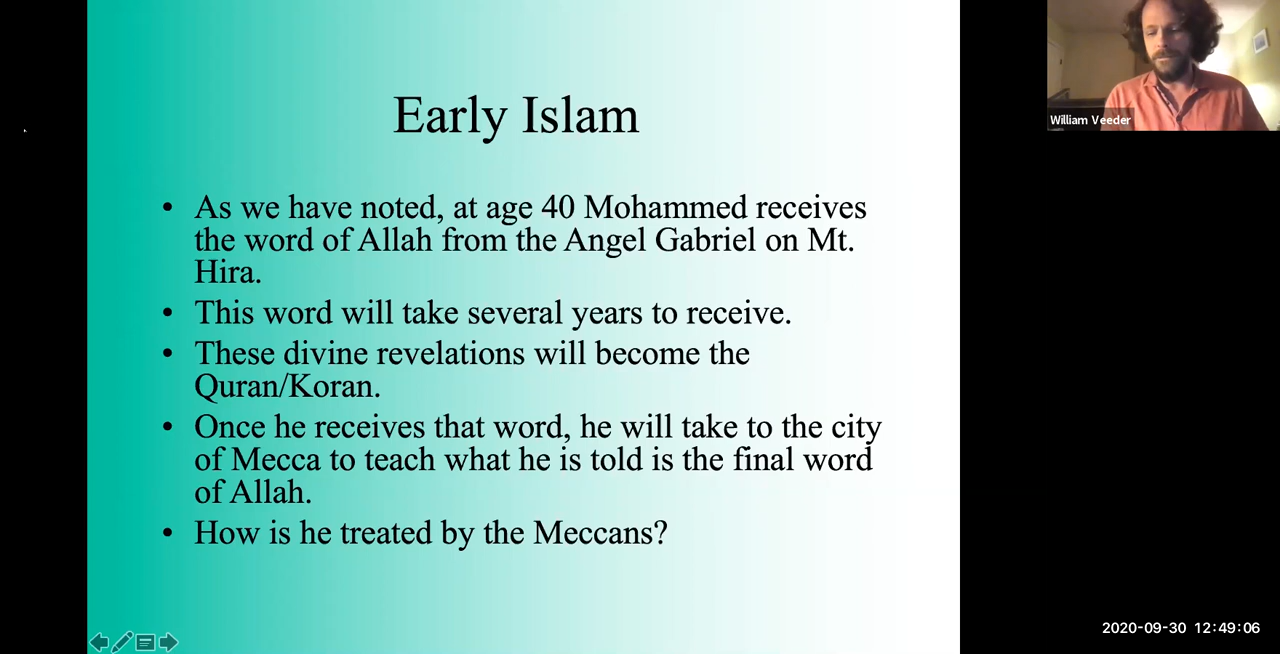 Early Islam
• As we have noted, at age 40 Mohammed receives
the word of Allah from the Angel Gabriel on Mt.
Hira.
• This word will take several years to receive.
• These divine revelations will become the
Quran/Koran.
• Once he receives that word, he will take to the city
of Mecca to teach what he is told is the final word
of Allah.
• How is he treated by the Meccans?
William Veeder
2020-09-30 12:49:06